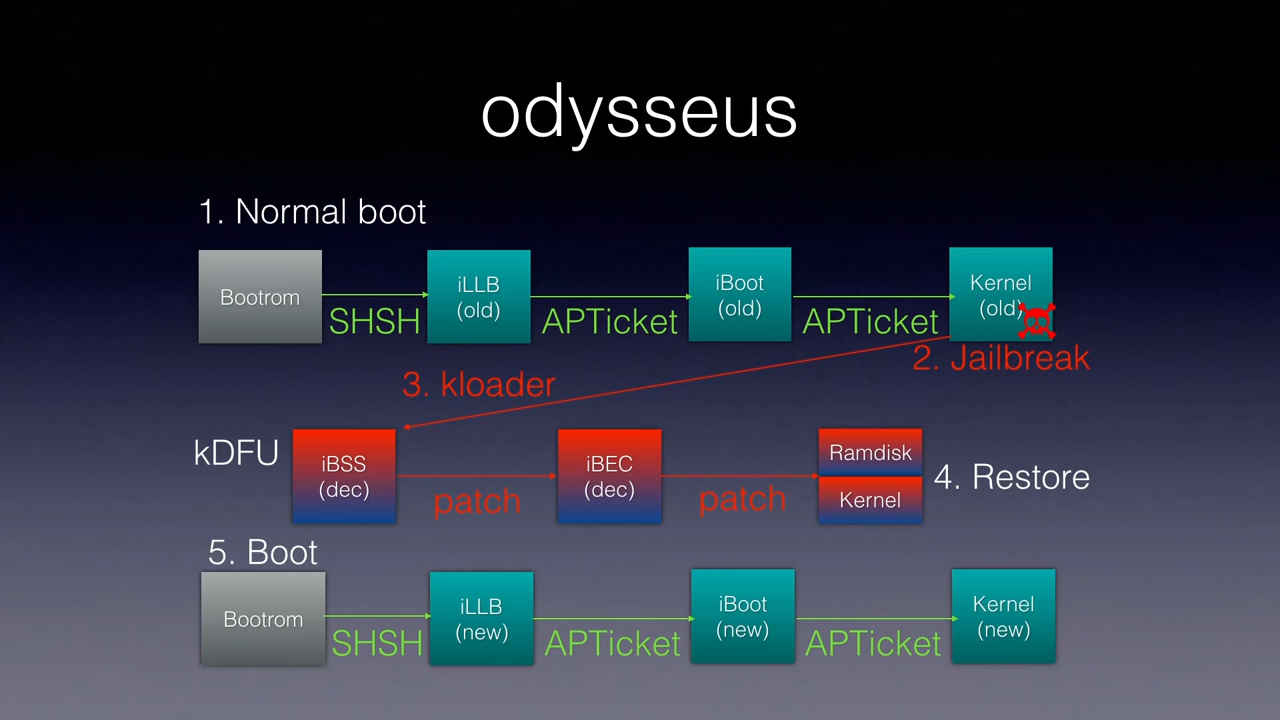 odysseus
1. Normal boot
Bootrom
SHSH
iLLB
(old)
APTicket
iBoot
(old)
APTicket
Kernel
(old)
2. Jailbreak
3. kloader
kDFU
iBSS
(dec)
patch
iBEC
(dec)
patch
Ramdisk
Kernel
4. Restore
5. Boot
Bootrom
SHSH
iLLB
(new)
APTicket
iBoot
(new)
APTicket
Kernel
(new)